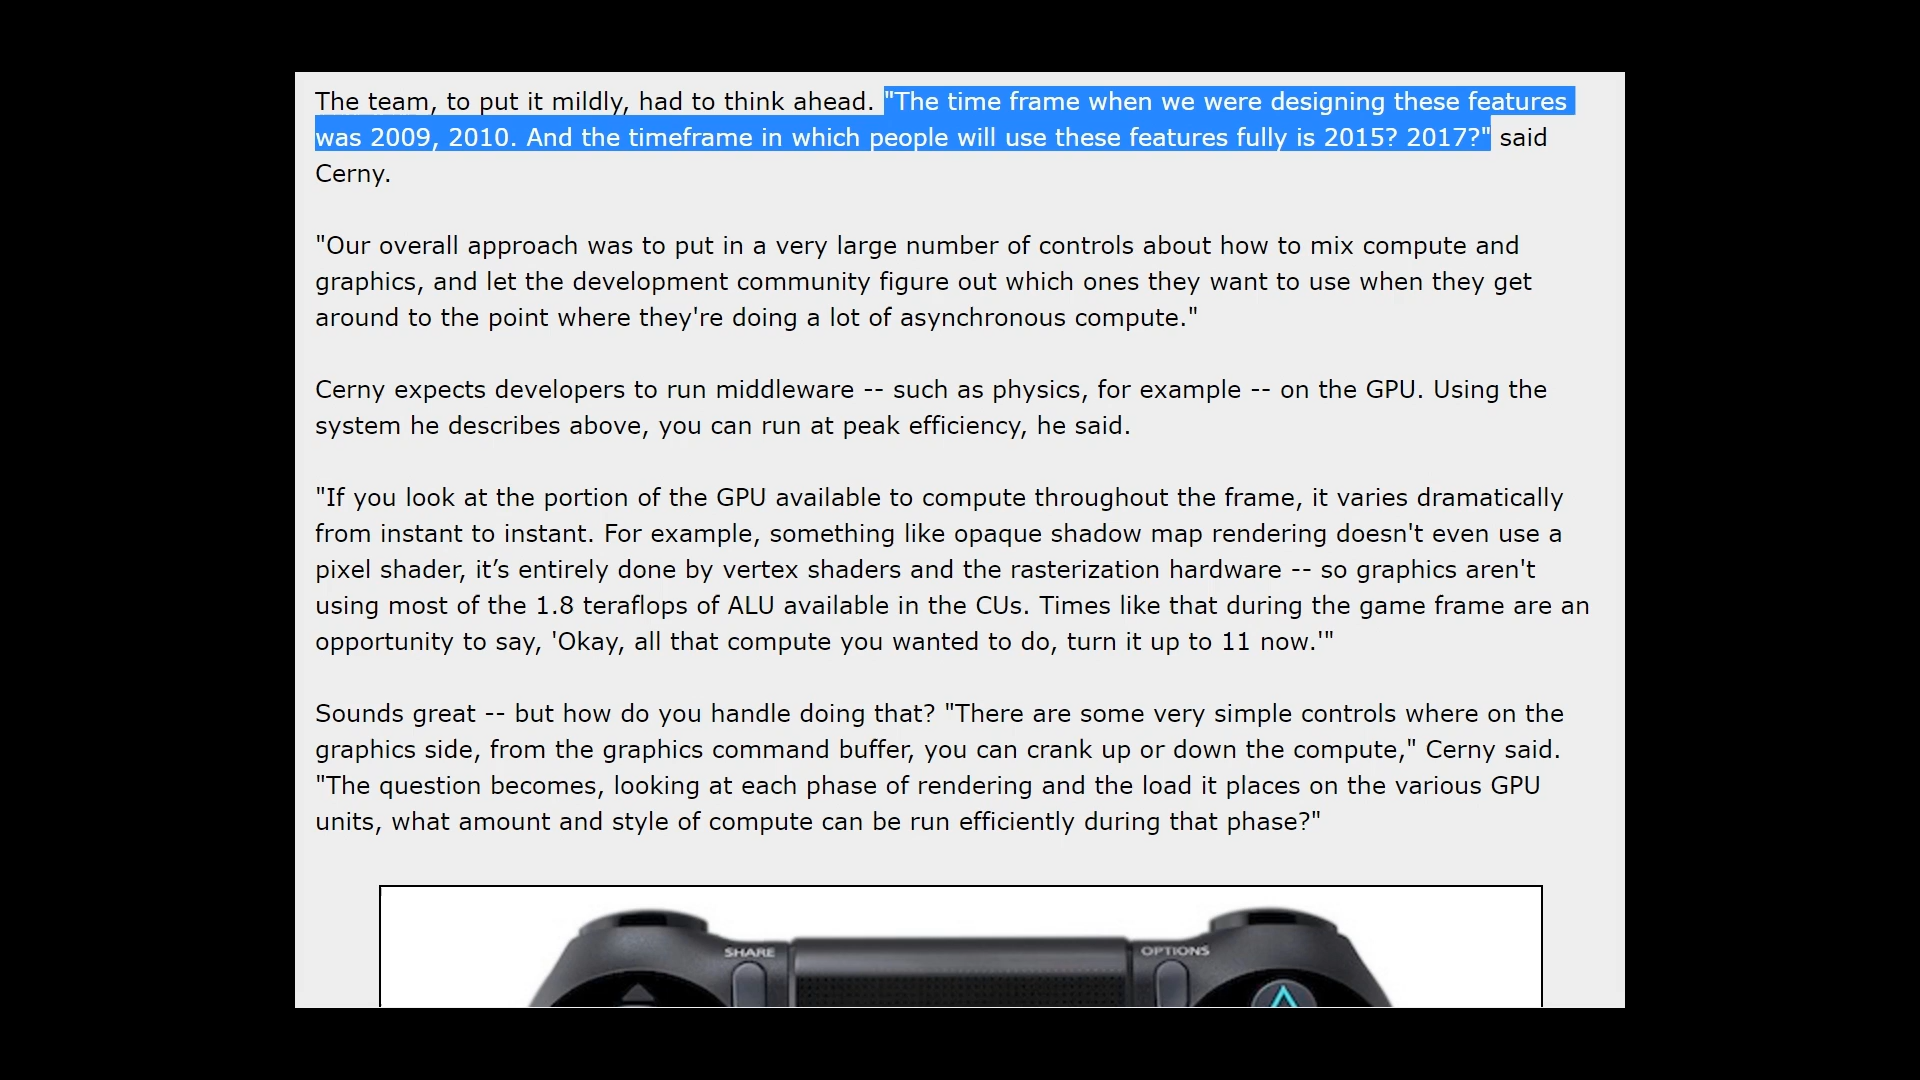 The team, to put it mildly, had to think ahead. "The time frame when we were designing these features
was 2009, 2010. And the timeframe in which people will use these features fully is 2015? 2017?" said
Cerny.
"Our overall approach was to put in a very large number of controls about how to mix compute and
graphics, and let the development community figure out which ones they want to use when they get
around to the point where they're doing a lot of asynchronous compute."
Cerny expects developers to run middleware -- such as physics, for example -- on the GPU. Using the
system he describes above, you can run at peak efficiency, he said.
"If you look at the portion of the GPU available to compute throughout the frame, it varies dramatically
from instant to instant. For example, something like opaque shadow map rendering doesn't even use a
pixel shader, it’s entirely done by vertex shaders and the rasterization hardware -- so graphics aren't
using most of the 1.8 teraflops of ALU available in the CUs. Times like that during the game frame are an
opportunity to say, 'Okay, all that compute you wanted to do, turn it up to 11 now.'"
Sounds great -- but how do you handle doing that? "There are some very simple controls where on the
graphics side, from the graphics command buffer, you can crank up or down the compute," Cerny said.
"The question becomes, looking at each phase of rendering and the load it places on the various GPU
units, what amount and style of compute can be run efficiently during that phase?"
SHARE
OPTIONS